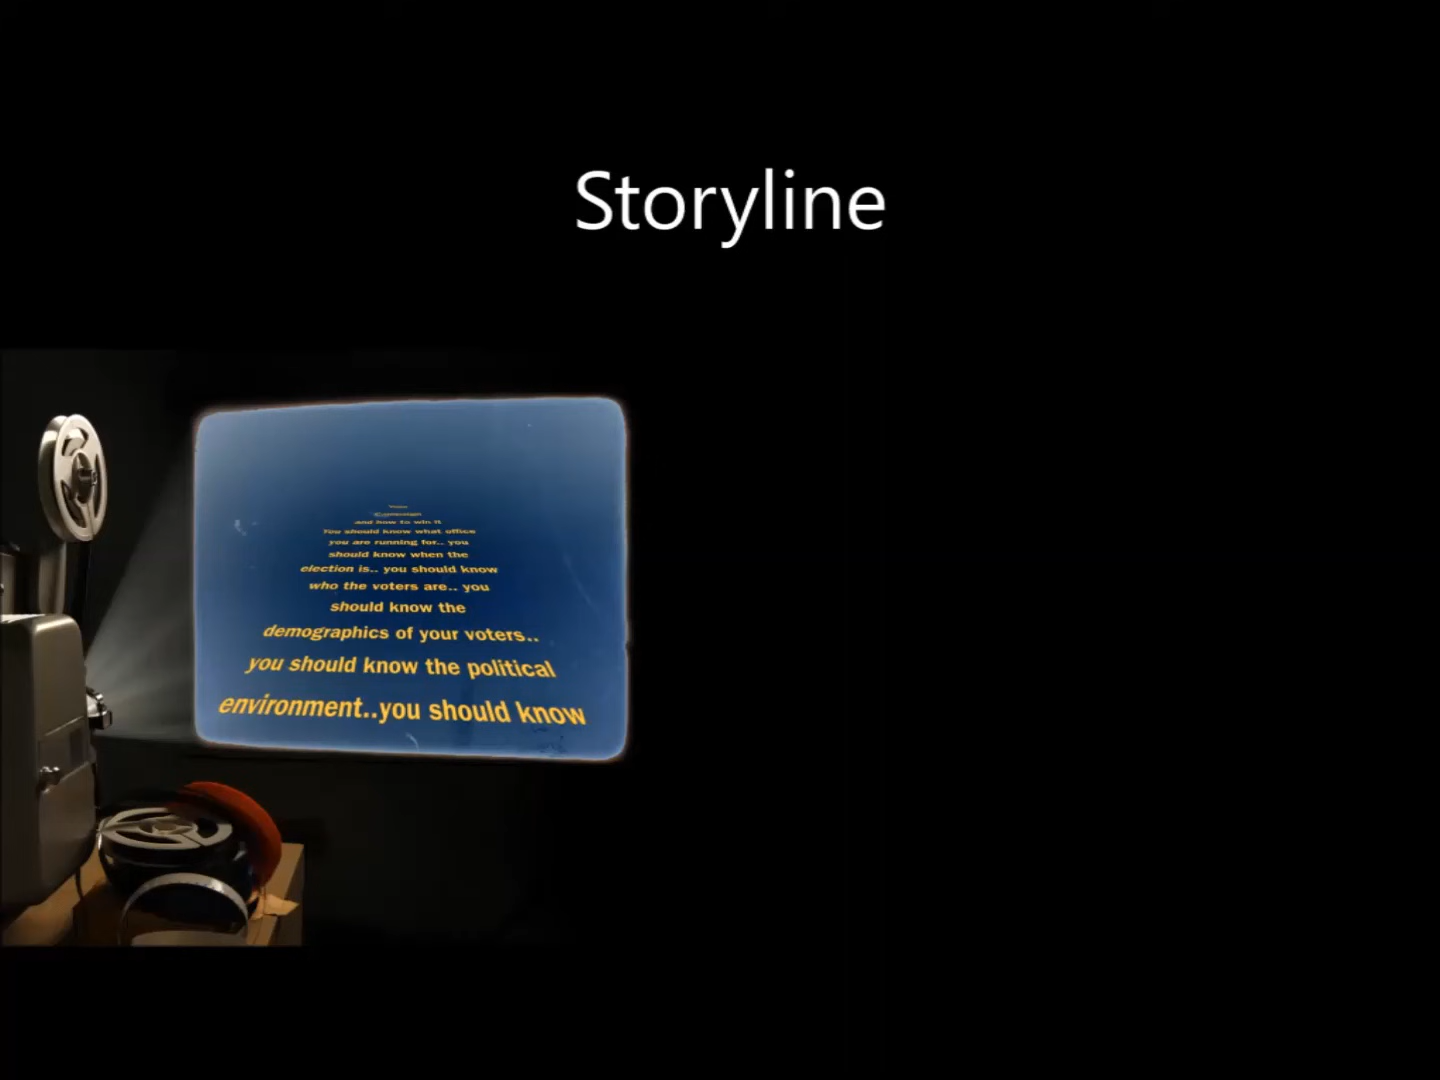 Storyline
Your
Campaign
and how to win it
You should know what office
you are running for.. you
should know when the
election is.. you should know
who the voters are.. you
should know the
demographics of your voters..
you should know the political
environment..you should know